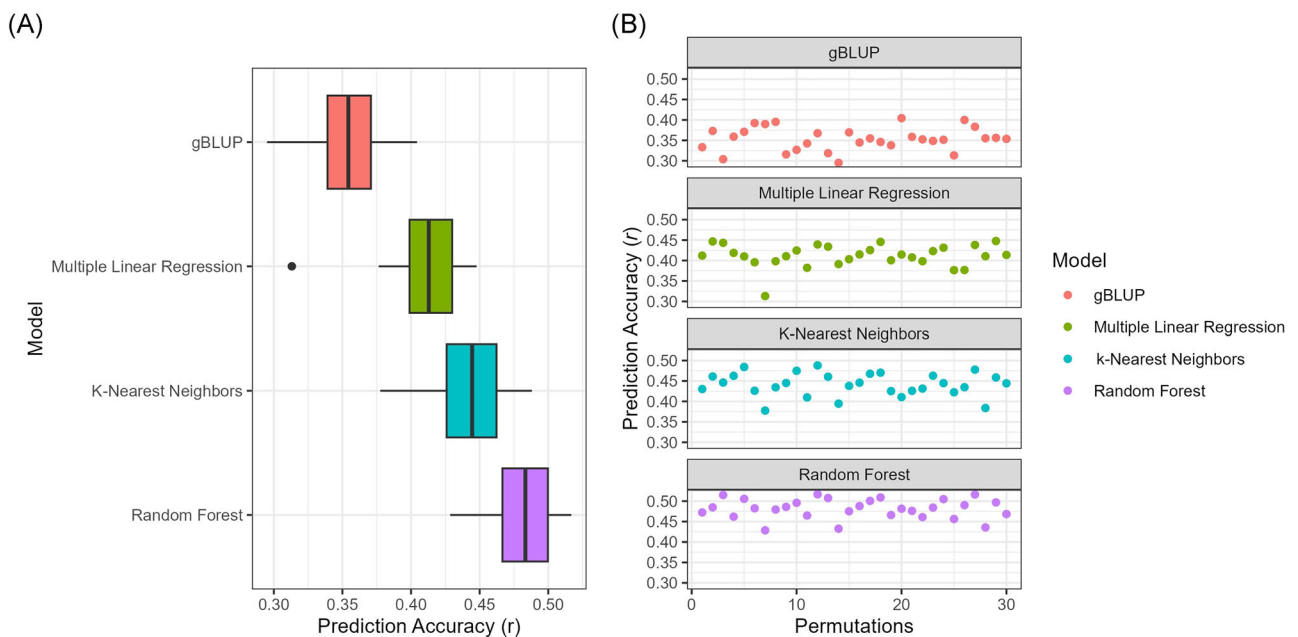 (A)
Model
gBLUP
Multiple Linear Regression
K-Nearest Neighbors
Random Forest
0.30 0.35 0.40 0.45 0.50
Prediction Accuracy (r)
(B)
Prediction Accuracy (r)
gBLUP
0.50
0.45
0.40
0.35
0.30
Multiple Linear Regression
0.50
0.45
0.40
0.35
0.30
K-Nearest Neighbors
0.50
0.45
0.40
0.35
0.30
Random Forest
0.50
0.45
0.40
0.35
0.30
0 10 20 30
Permutations
Model
gBLUP
Multiple Linear Regression
k-Nearest Neighbors
Random Forest